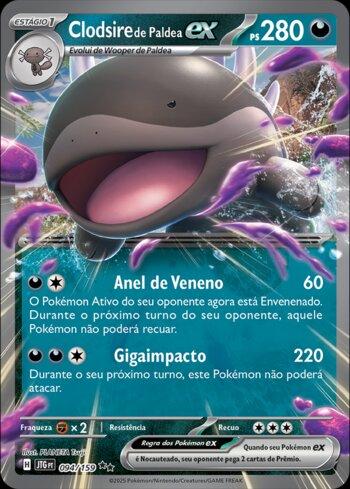 ESTÁGIO 1
Clodsire de Paldea ex PS 280
Evolui de Wooper de Paldea
Anel de Veneno 60
O Pokémon Ativo do seu oponente agora está Envenenado.
Durante o próximo turno do seu oponente, aquele
Pokémon não poderá recuar.
Gigaimpacto 220
Durante o seu próximo turno, este Pokémon não poderá
atacar.
Fraqueza × 2 Resistência Recuo
Ilust. PLANETA Tsuji
Regra dos Pokémon ex
Quando seu Pokémon ex
é Nocauteado, seu oponente pega 2 cartas de Prêmio.
H JTG PT 094/159
©2025 Pokémon/Nintendo/Creatures/GAME FREAK